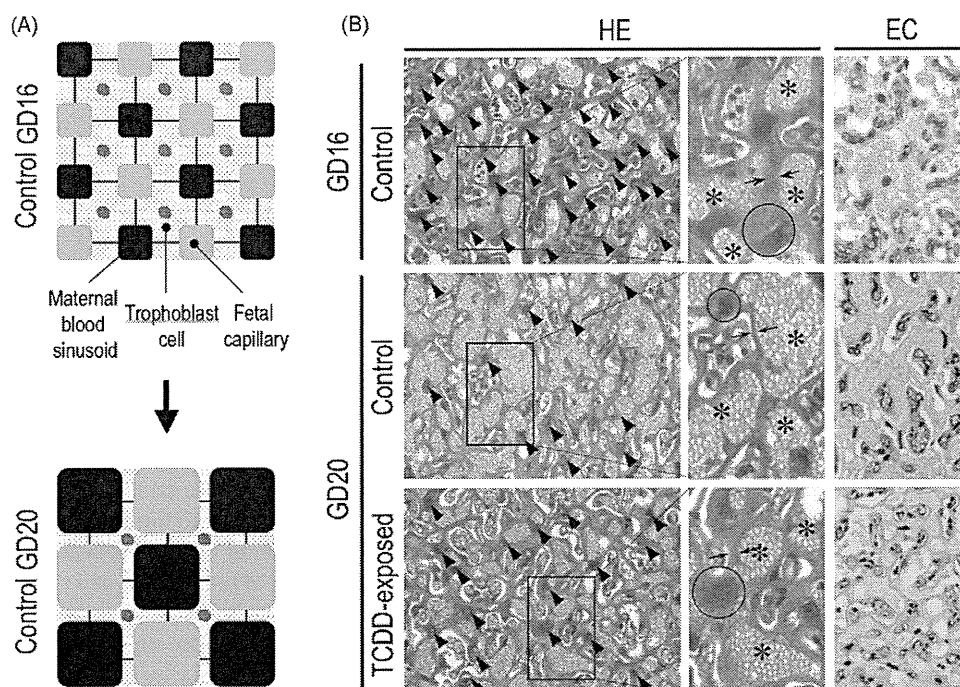 (A)
Control GD16
Maternal blood sinusoid
Trophoblast cell
Fetal capillary
Control GD20
(B)
HE
EC
GD16
Control
GD20
Control
TCDD-exposed